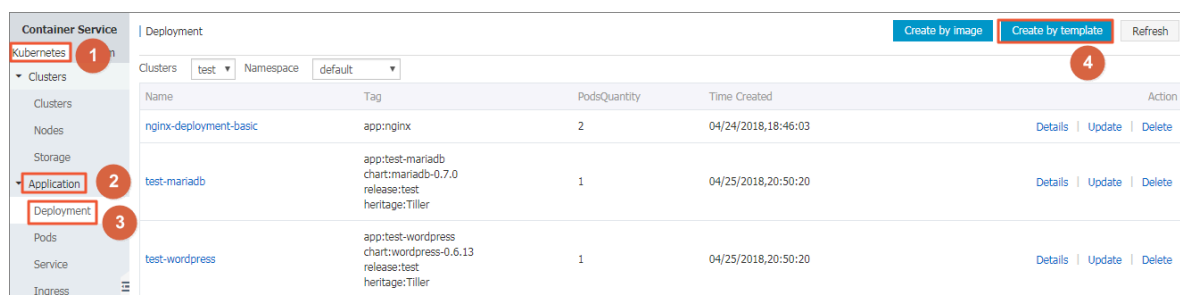 Container Service
Kubernetes
1
Clusters
Clusters
Nodes
Storage
Application
2
Deployment
3
Pods
Service
Ingress
Deployment
Create by image
Create by template
Refresh
4
Clusters test Namespace default
Name Tag PodsQuantity Time Created Action
nginx-deployment-basic app:nginx 2 04/24/2018,18:46:03 Details | Update | Delete
app:test-mariadb
chart:mariadb-0.7.0
test-mariadb 1 04/25/2018,20:50:20 Details | Update | Delete
release:test
heritage:Tiller
app:test-wordpress
chart:wordpress-0.6.13
test-wordpress 1 04/25/2018,20:50:20 Details | Update | Delete
release:test
heritage:Tiller